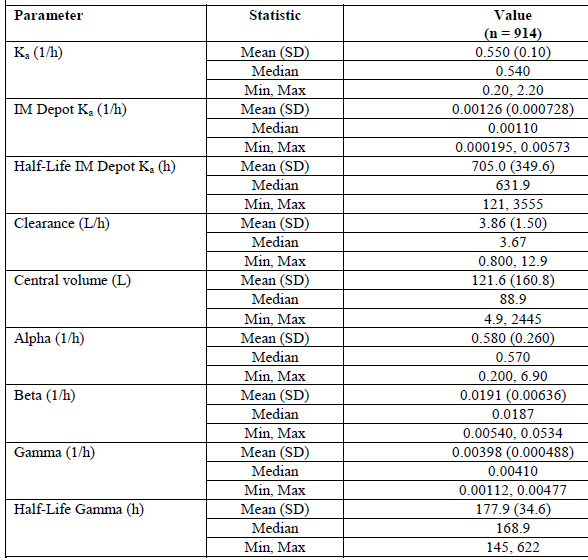 Parameter Statistic Value
(n = 914)
Kₐ (1/h) Mean (SD) 0.550 (0.10)
Median 0.540
Min, Max 0.20, 2.20
IM Depot Kₐ (1/h) Mean (SD) 0.00126 (0.000728)
Median 0.00110
Min, Max 0.000195, 0.00573
Half-Life IM Depot Kₐ (h) Mean (SD) 705.0 (349.6)
Median 631.9
Min, Max 121, 3555
Clearance (L/h) Mean (SD) 3.86 (1.50)
Median 3.67
Min, Max 0.800, 12.9
Central volume (L) Mean (SD) 121.6 (160.8)
Median 88.9
Min, Max 4.9, 2445
Alpha (1/h) Mean (SD) 0.580 (0.260)
Median 0.570
Min, Max 0.200, 6.90
Beta (1/h) Mean (SD) 0.0191 (0.00636)
Median 0.0187
Min, Max 0.00540, 0.0534
Gamma (1/h) Mean (SD) 0.00398 (0.000488)
Median 0.00410
Min, Max 0.00112, 0.00477
Half-Life Gamma (h) Mean (SD) 177.9 (34.6)
Median 168.9
Min, Max 145, 622